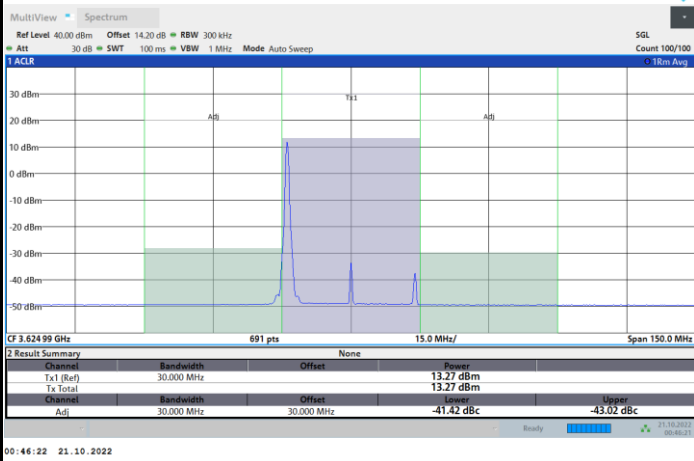 MultiView Spectrum
Ref Level 40.00 dBm Offset 14.20 dB RBW 300 kHz SGL
Att 30 dB SWT 100 ms VBW 1 MHz Mode Auto Sweep Count 100/100
1 ACLR 1Rm Avg
30 dBm
Tx1
20 dBm
Adj Adj
10 dBm
0 dBm
-10 dBm
-20 dBm
-30 dBm
-40 dBm
-50 dBm
CF 3.624 99 GHz 691 pts 15.0 MHz/ Span 150.0 MHz
2 Result Summary None
Channel Bandwidth Offset Power
Tx1 (Ref) 30.000 MHz 13.27 dBm
Tx Total 13.27 dBm
Channel Bandwidth Offset Lower Upper
Adj 30.000 MHz 30.000 MHz -41.42 dBc -43.02 dBc
Ready 21.10.2022
00:46:21
00:46:22 21.10.2022